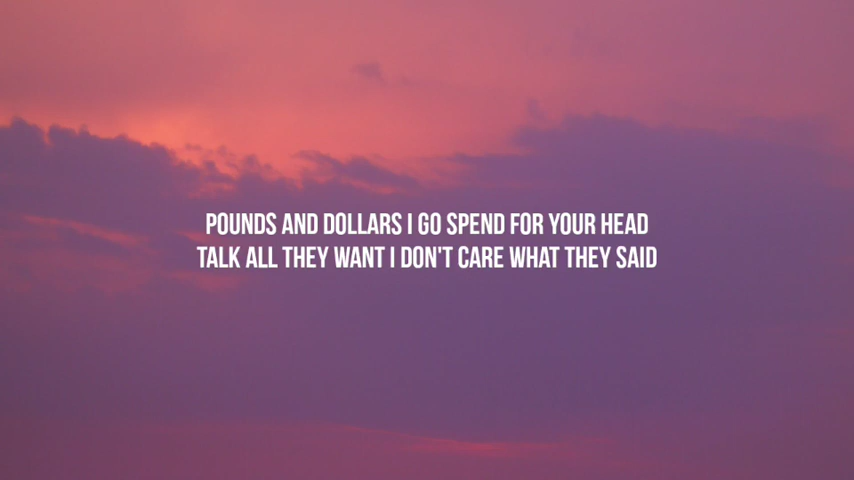 POUNDS AND DOLLARS I GO SPEND FOR YOUR HEAD
TALK ALL THEY WANT I DON'T CARE WHAT THEY SAID